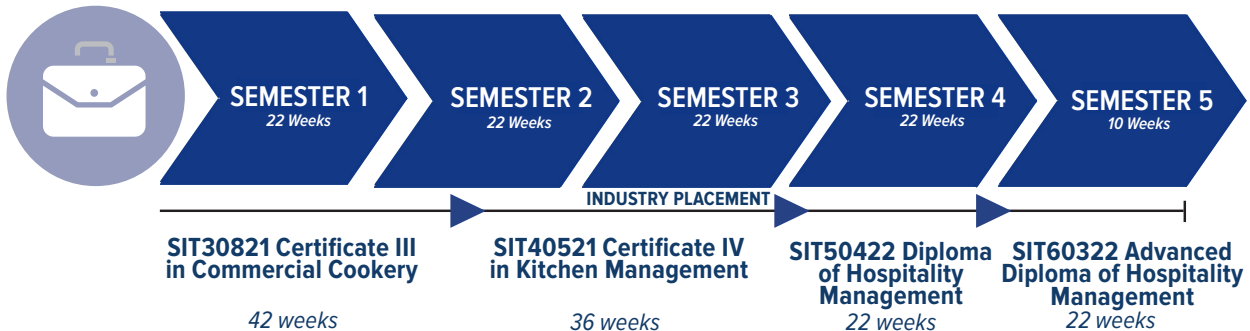 SEMESTER 1
22 Weeks
SEMESTER 2
22 Weeks
SEMESTER 3
22 Weeks
SEMESTER 4
22 Weeks
SEMESTER 5
10 Weeks
INDUSTRY PLACEMENT
SIT30821 Certificate III
in Commercial Cookery
42 weeks
SIT40521 Certificate IV
in Kitchen Management
36 weeks
SIT50422 Diploma
of Hospitality
Management
22 weeks
SIT60322 Advanced
Diploma of Hospitality
Management
22 weeks